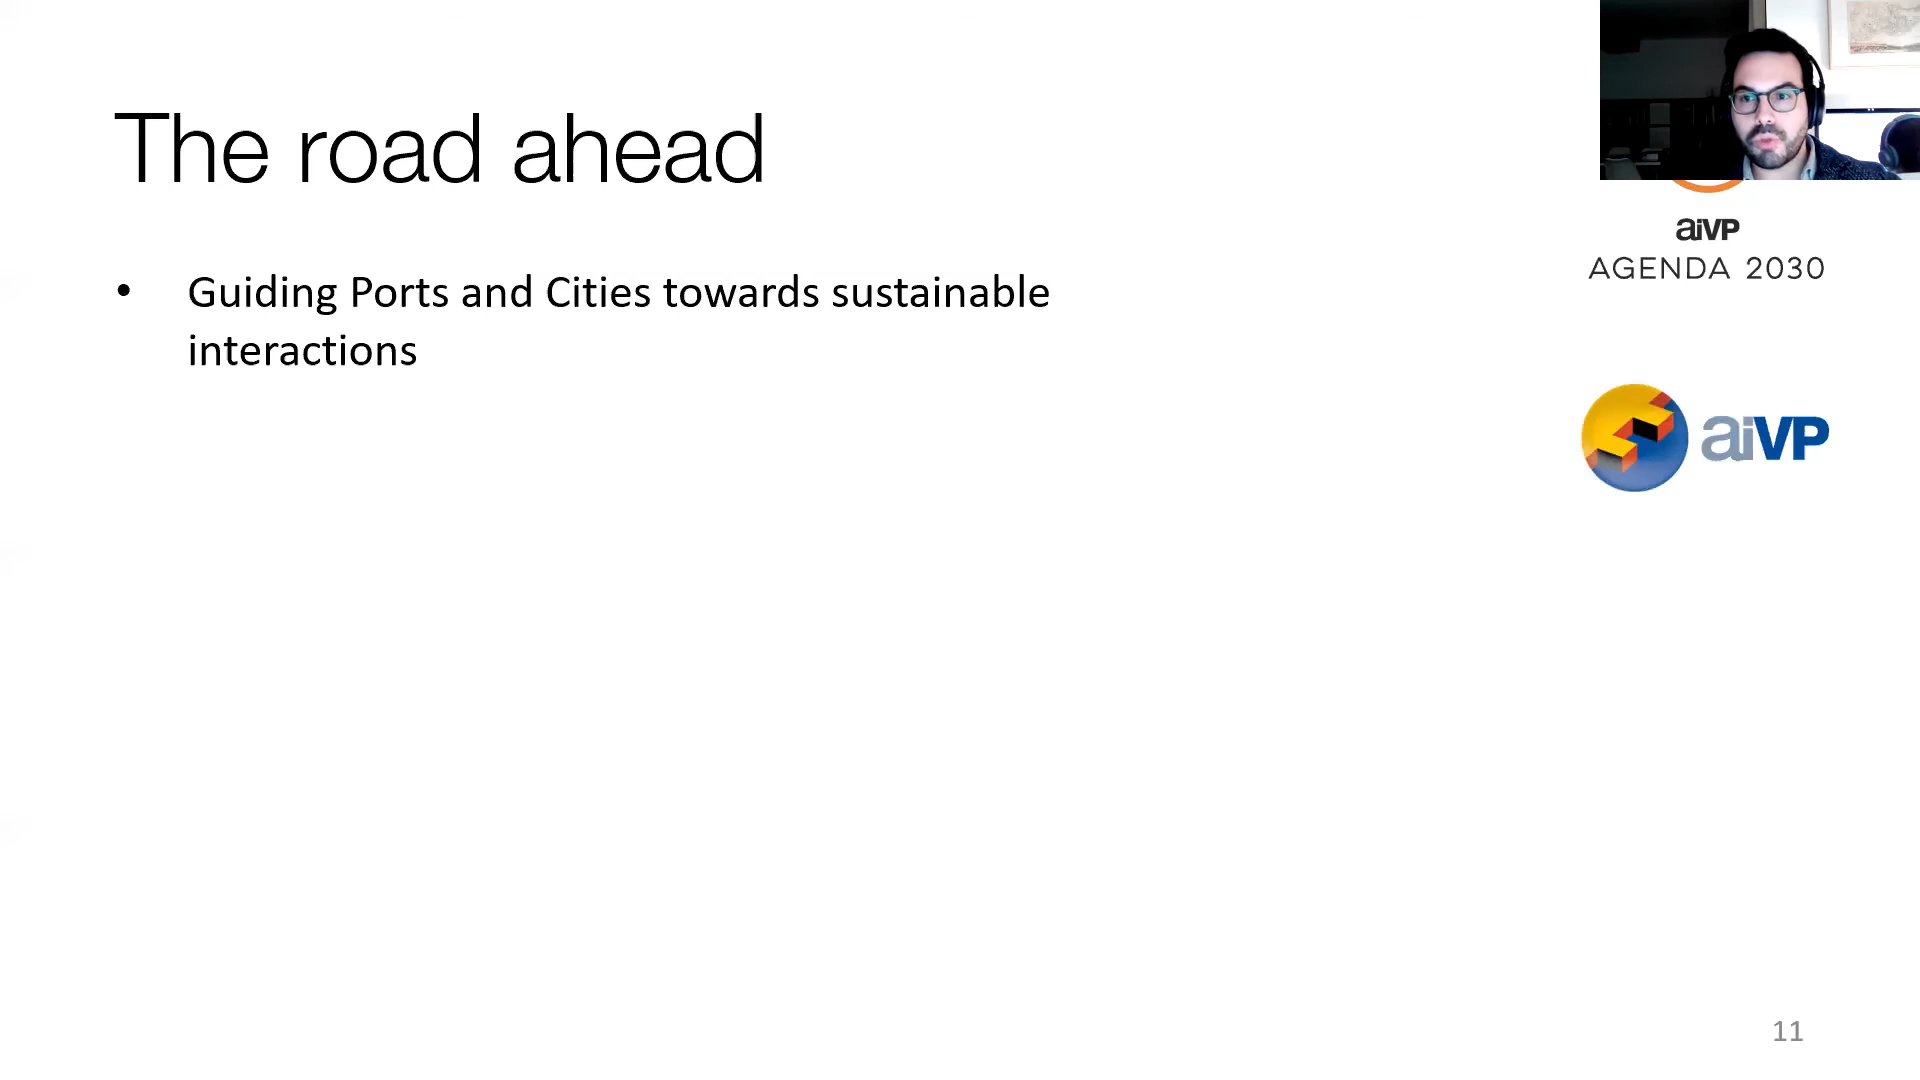 The road ahead
• Guiding Ports and Cities towards sustainable
interactions
aiVP
AGENDA 2030
aiVP
11